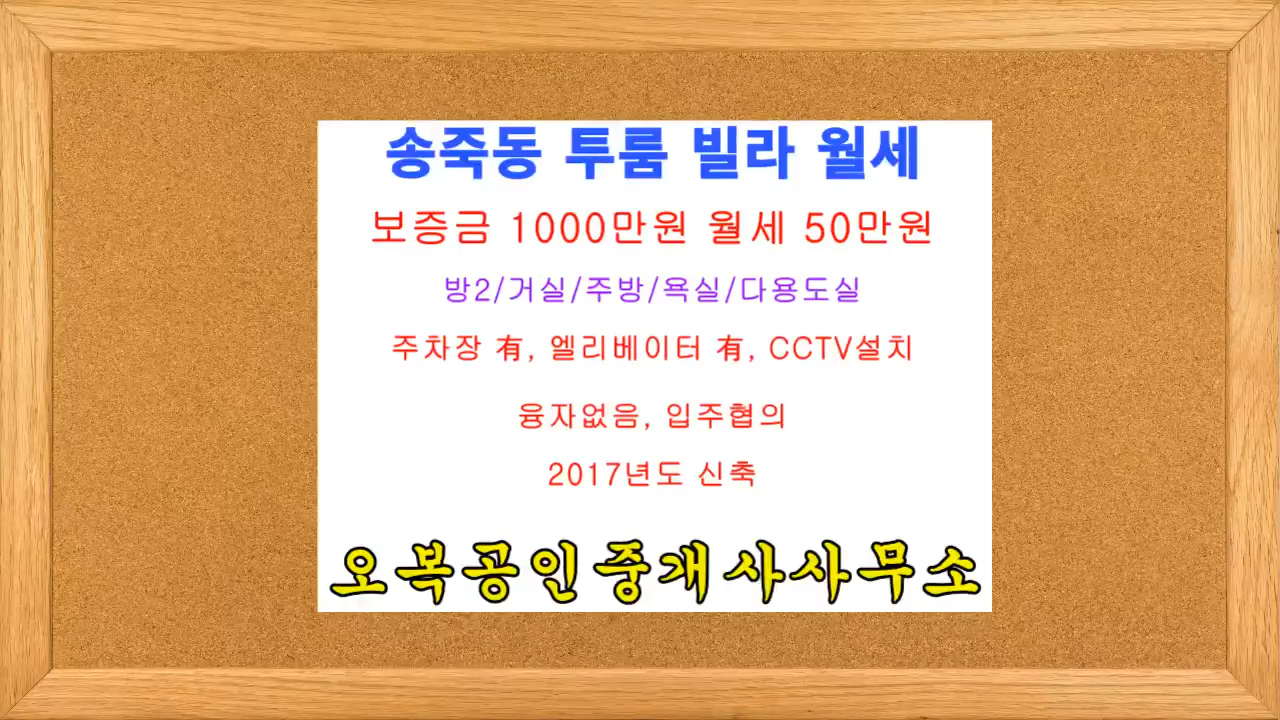 송죽동 투룸 빌라 월세
보증금 1000만원 월세 50만원
방2/거실/주방/욕실/다용도실
주차장 有, 엘리베이터 有, CCTV설치
융자없음, 입주협의
2017년도 신축
오복공인중개사사무소